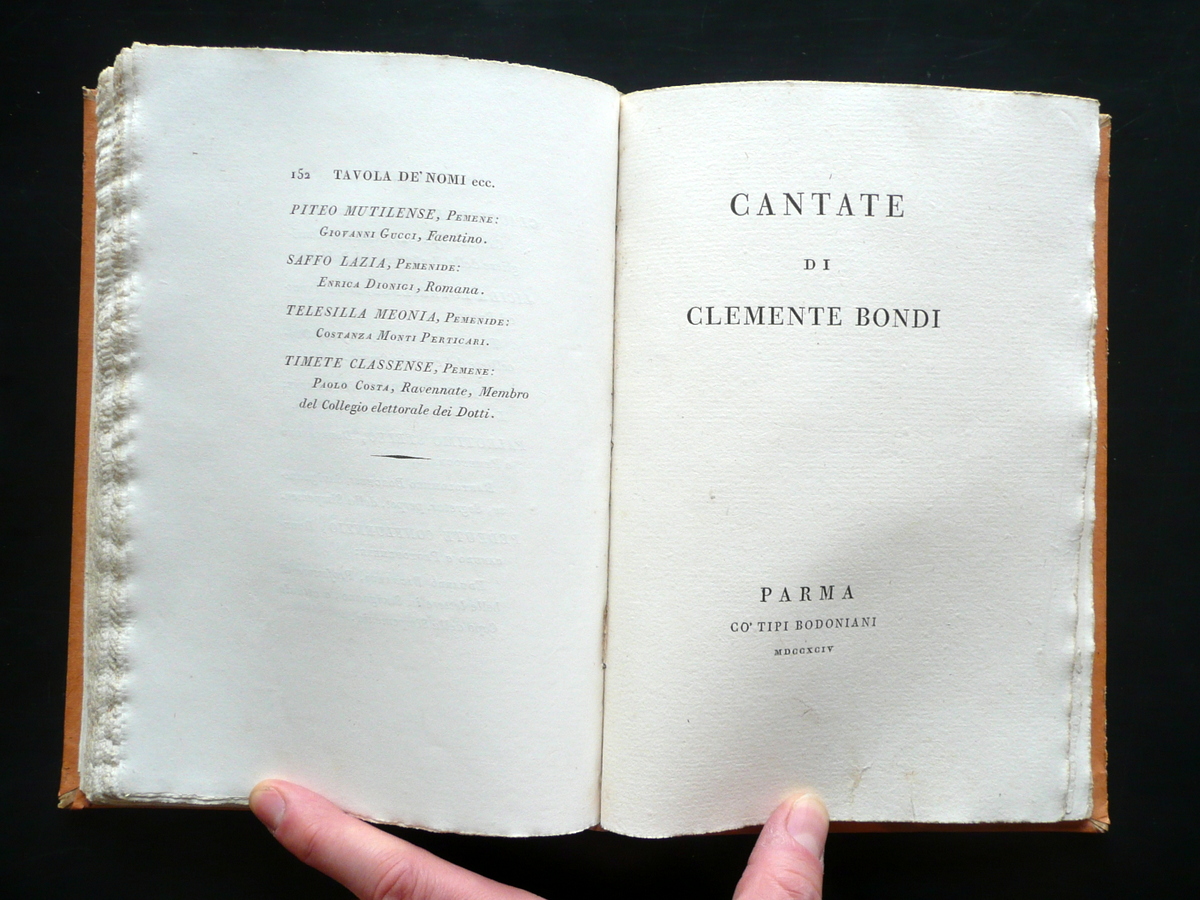 152 TAVOLA DE' NOMI ecc.
PITEO MUTILENSE, PEMENE:
GIOVANNI GUCCI, Faentino.
SAFFO LAZIA, PEMENIDE:
ENRICA DIONIGI, Romana.
TELESILLA MEONIA, PEMENIDE:
COSTANZA MONTI PERTICARI.
TIMETE CLASSENSE, PEMENE:
PAOLO COSTA, Ravennate, Membro
del Collegio elettorale dei Dotti.
CANTATE
DI
CLEMENTE BONDI
PARMA
CO' TIPI BODONIANI
MDCCXCIV